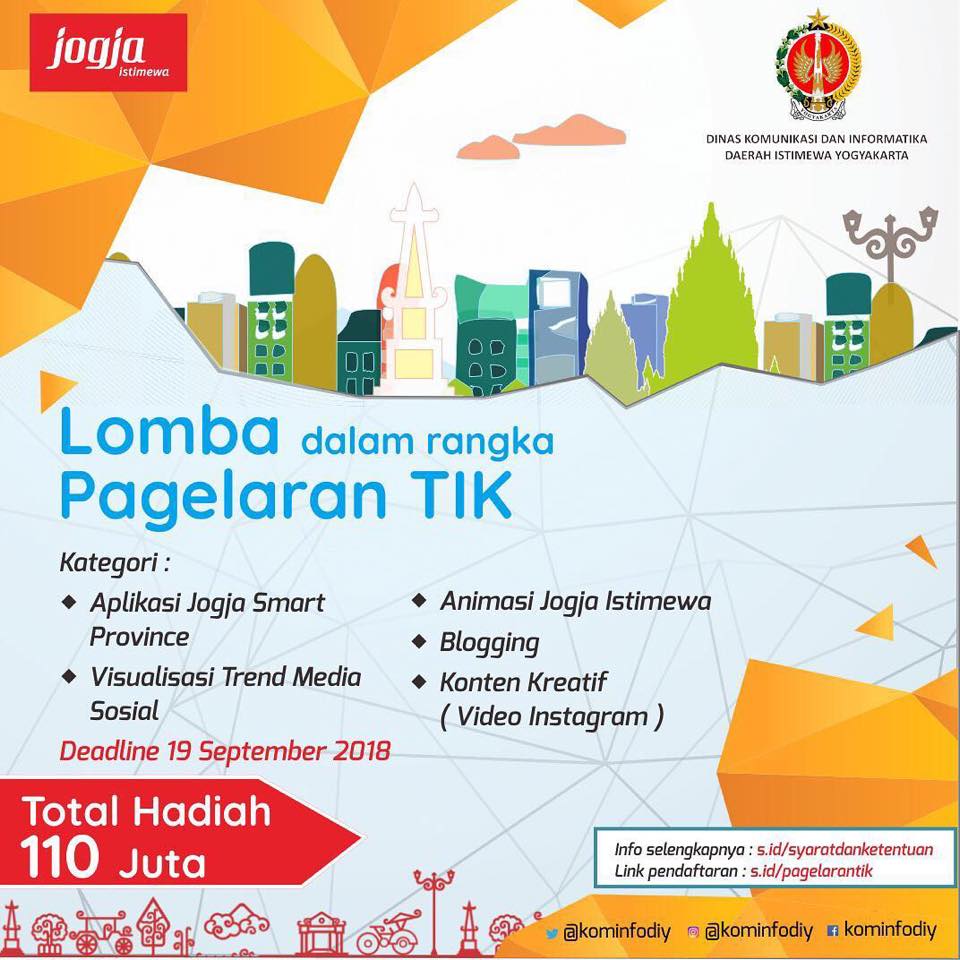 jogja
istimewa
YOGYAKARTA
DINAS KOMUNIKASI DAN INFORMATIKA
DAERAH ISTIMEWA YOGYAKARTA
Lomba dalam rangka
Pagelaran TIK
Kategori :
Aplikasi Jogja Smart
Province
Visualisasi Trend Media
Sosial
Animasi Jogja Istimewa
Blogging
Konten Kreatif
( Video Instagram )
Deadline 19 September 2018
Total Hadiah
110 Juta
Info selengkapnya : s.id/syaratdanketentuan
Link pendaftaran : s.id/pagelarantik
@kominfodiy @kominfodiy kominfodiy